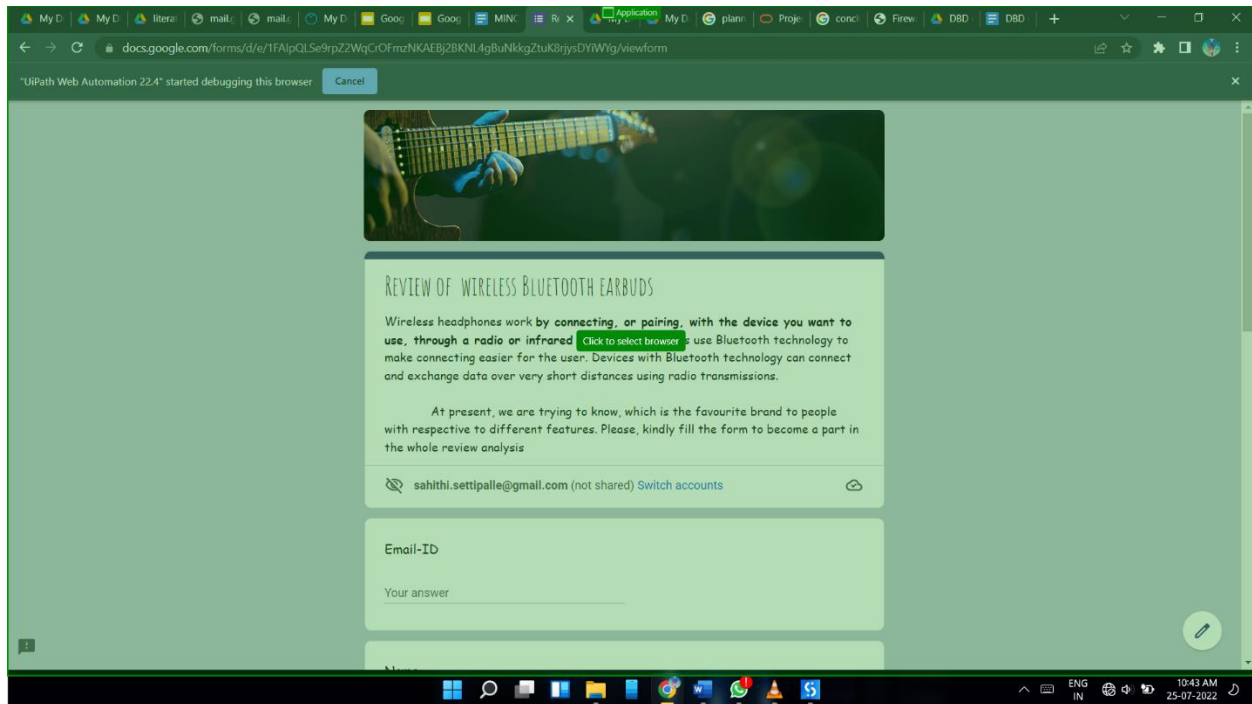 My D
My D
litera
mail.g
mail.g
My D
Goog
Goog
MINO
Re
Application
My D
plann
Proje
concl
Firew
DBD
DBD
docs.google.com/forms/d/e/1FAIpQLSe9rpZ2WqCrOFmzNKAEBj2BKNL4gBuNkkgZtuK8rjysDYiWYg/viewform
"UiPath Web Automation 22.4" started debugging this browser Cancel
Review of wireless Bluetooth earbuds
Wireless headphones work by connecting, or pairing, with the device you want to
use, through a radio or infrared Click to select browser s use Bluetooth technology to
make connecting easier for the user. Devices with Bluetooth technology can connect
and exchange data over very short distances using radio transmissions.
At present, we are trying to know, which is the favourite brand to people
with respective to different features. Please, kindly fill the form to become a part in
the whole review analysis
sahithi.settipalle@gmail.com (not shared) Switch accounts
Email-ID
Your answer
ENG
IN
10:43 AM
25-07-2022